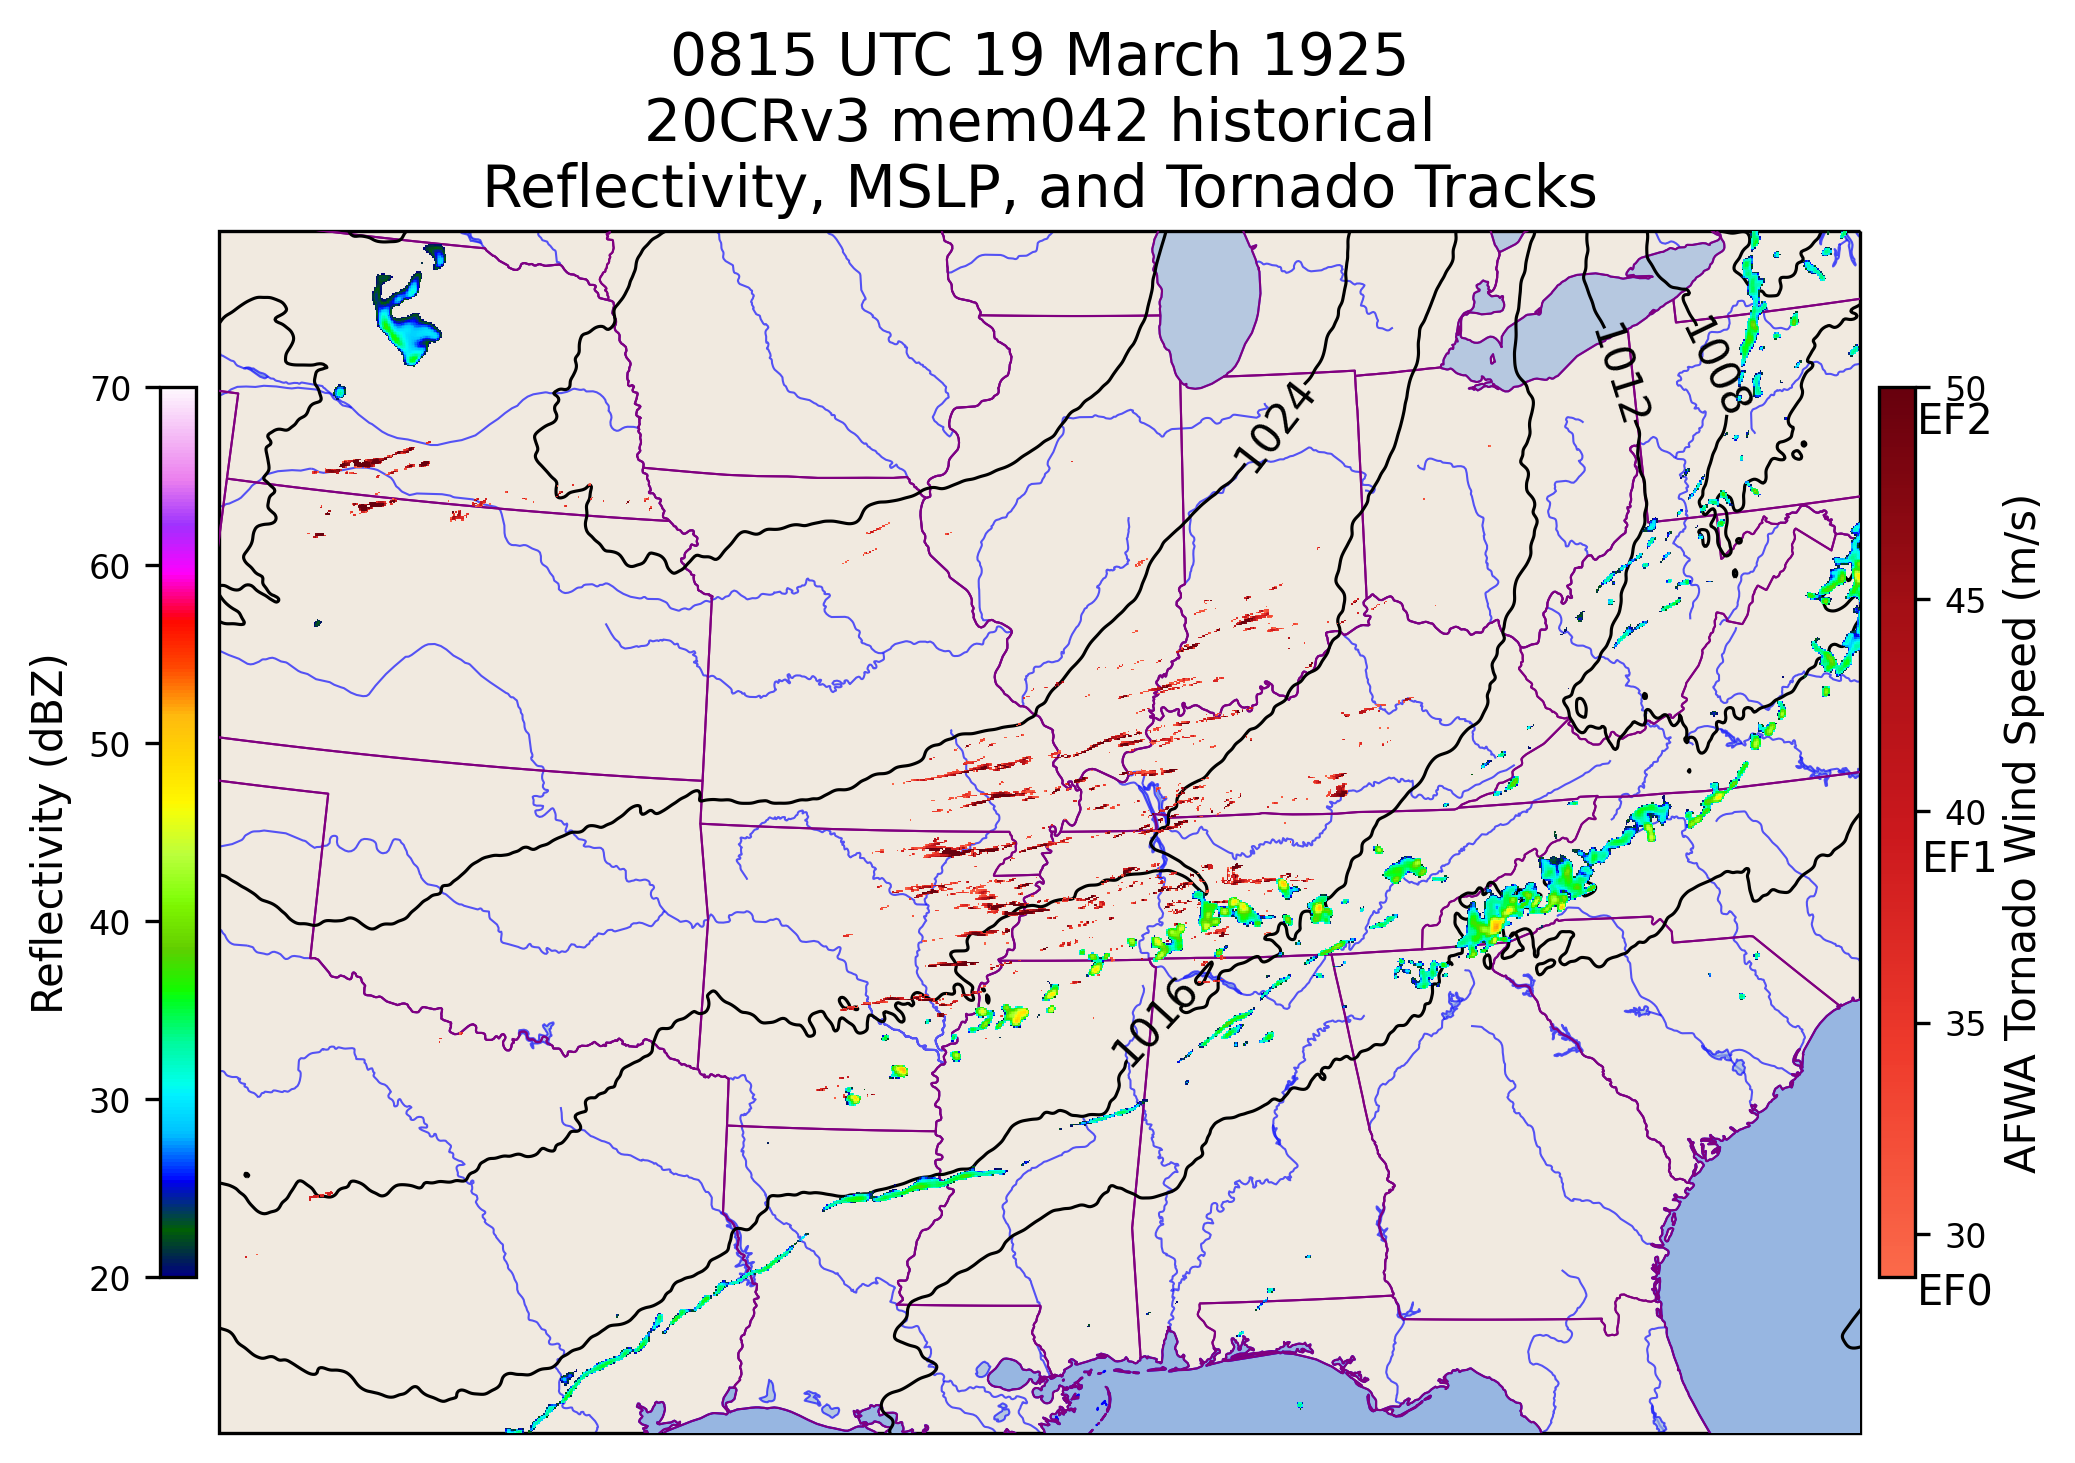 0815 UTC 19 March 1925
20CRv3 mem042 historical
Reflectivity, MSLP, and Tornado Tracks
Reflectivity (dBZ)
70
60
50
40
30
20
1024
1012
1008
1016
50
EF2
45
40
EF1
35
30
EF0
AFWA Tornado Wind Speed (m/s)